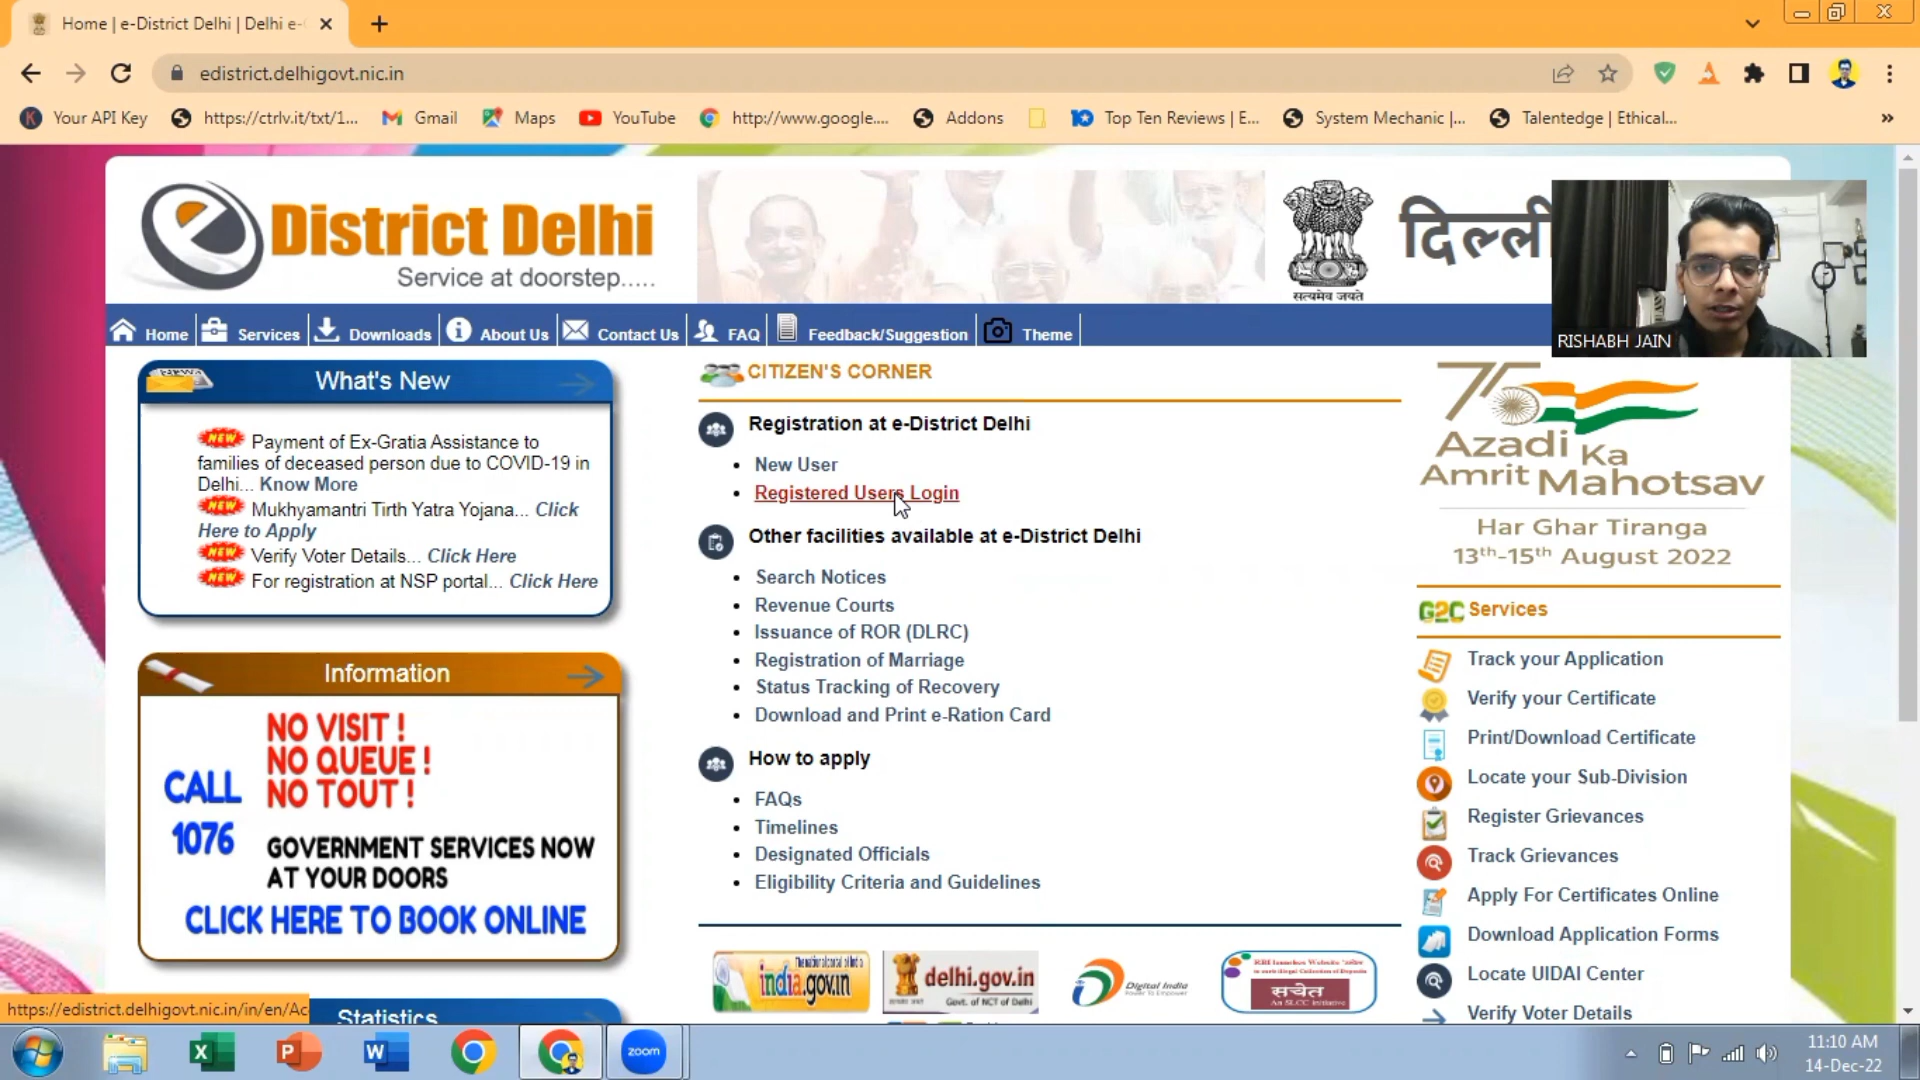 Home | e-District Delhi | Delhi e-
edistrict.delhigovt.nic.in
Your API Key
https://ctrlv.it/txt/1...
Gmail
Maps
YouTube
http://www.google....
Addons
Top Ten Reviews | E...
System Mechanic |...
Talentedge | Ethical...
»
District Delhi
Service at doorstep.....
सत्यमेव जयते
दिल्ली
RISHABH JAIN
Home
Services
Downloads
About Us
Contact Us
FAQ
Feedback/Suggestion
Theme
What's New
NEW Payment of Ex-Gratia Assistance to
families of deceased person due to COVID-19 in
Delhi... Know More
NEW Mukhyamantri Tirth Yatra Yojana... Click
Here to Apply
NEW Verify Voter Details... Click Here
NEW For registration at NSP portal... Click Here
Information
NO VISIT !
NO QUEUE !
NO TOUT !
CALL
1076
GOVERNMENT SERVICES NOW
AT YOUR DOORS
CLICK HERE TO BOOK ONLINE
Statistics
CITIZEN'S CORNER
Registration at e-District Delhi
New User
Registered Users Login
Other facilities available at e-District Delhi
Search Notices
Revenue Courts
Issuance of ROR (DLRC)
Registration of Marriage
Status Tracking of Recovery
Download and Print e-Ration Card
How to apply
FAQs
Timelines
Designated Officials
Eligibility Criteria and Guidelines
india.gov.in
delhi.gov.in
Govt. of NCT of Delhi
Digital India
Power To Empower
सचेत
An SLCC Initiative
75
Azadi Ka
Amrit Mahotsav
Har Ghar Tiranga
13th-15th August 2022
G2C Services
Track your Application
Verify your Certificate
Print/Download Certificate
Locate your Sub-Division
Register Grievances
Track Grievances
Apply For Certificates Online
Download Application Forms
Locate UIDAI Center
Verify Voter Details
https://edistrict.delhigovt.nic.in/in/en/Ac
zoom
11:10 AM
14-Dec-22